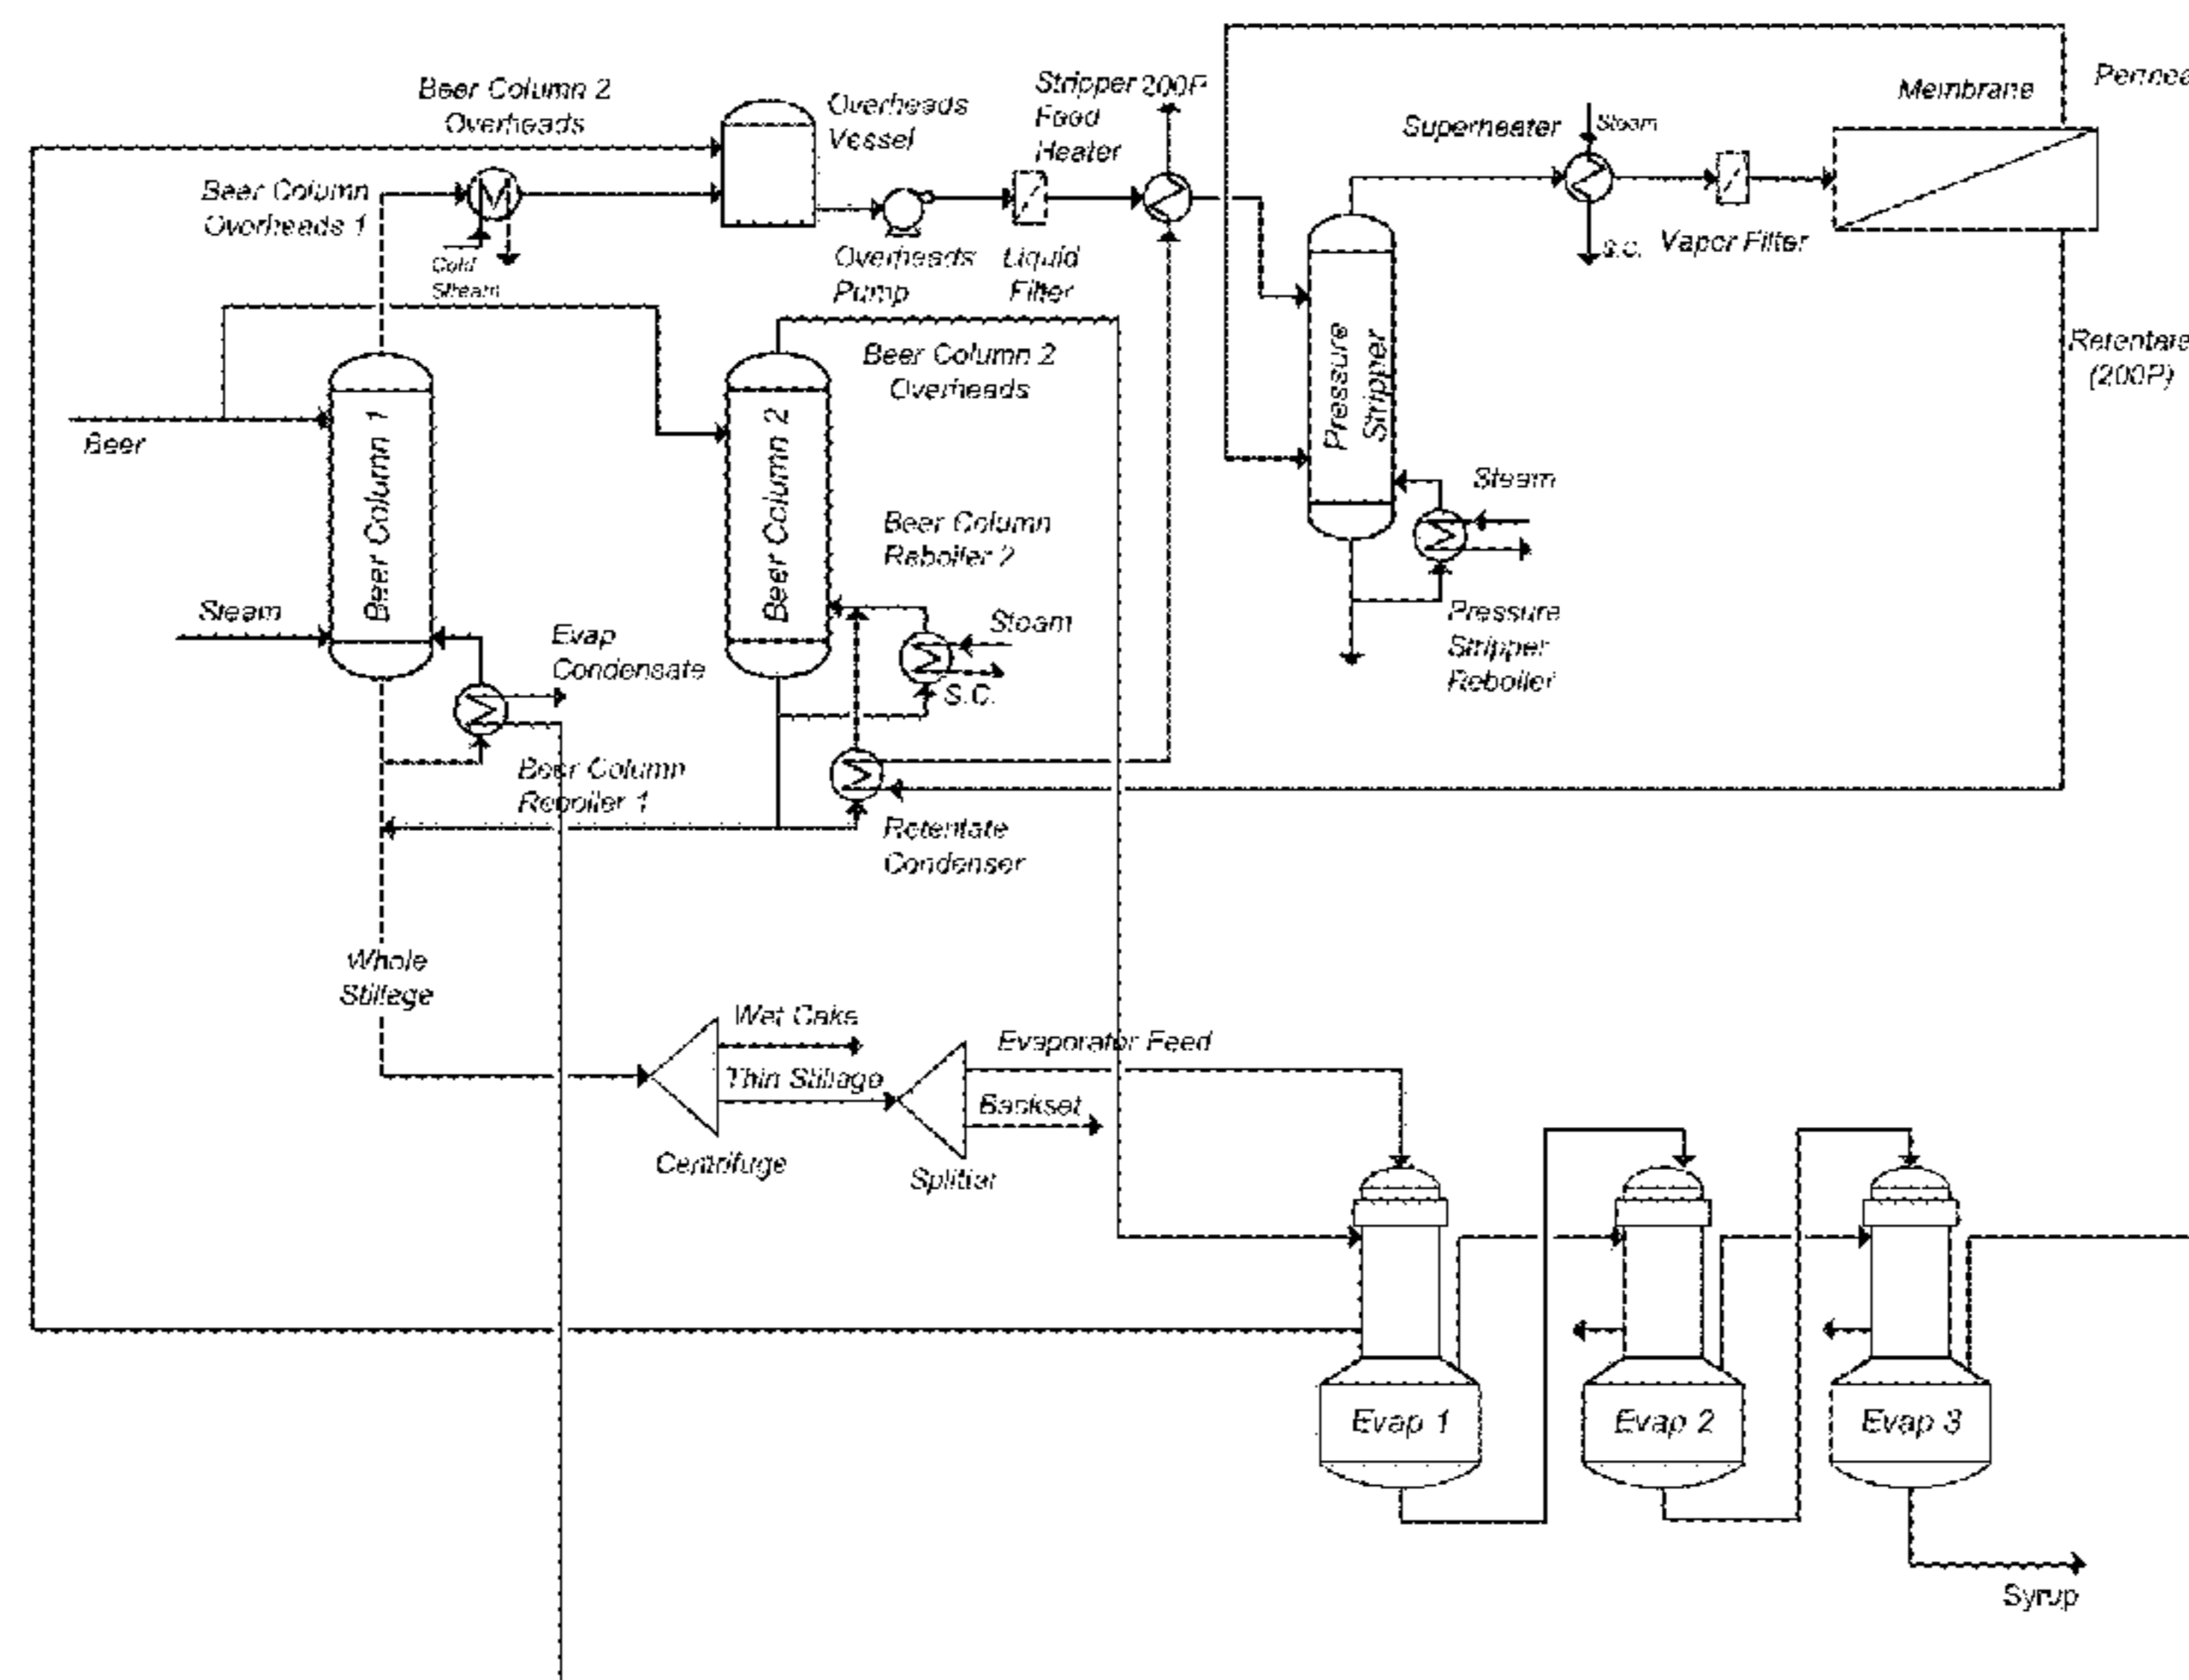 Beer Column 2
Overheads
Overheads
Vessel
Stripper
Feed
Heater
200P
Superheater
Steam
Membrane
Beer Column
Overheads 1
Cold
Stream
Overheads
Pump
Liquid
Filter
S.C.
Vapor Filter
Retentate
(200P)
Beer Column 2
Overheads
Beer
Beer Column 1
Beer Column 2
Pressure
Stripper
Steam
Beer Column
Reboiler 2
Steam
Evap
Condensate
Steam
S.C.
Pressure
Stripper
Reboiler
Beer Column
Reboiler 1
Retentate
Condenser
Whole
Stillage
Wet Cake
Thin Stillage
Evaporator Feed
Backset
Centrifuge
Splitter
Evap 1
Evap 2
Evap 3
Syrup